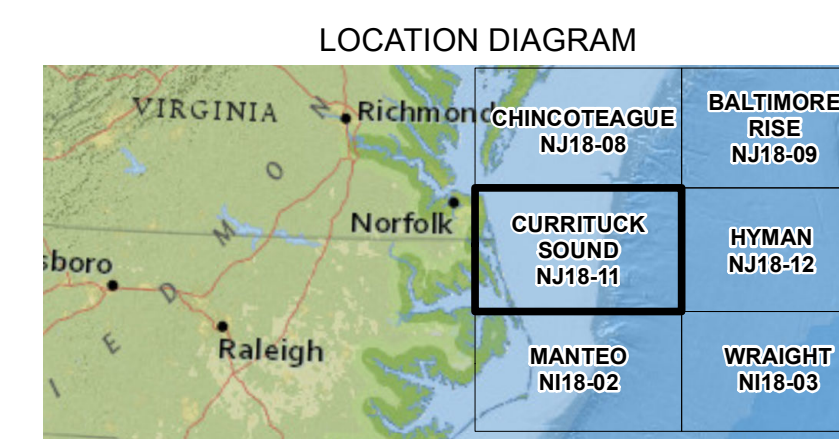 LOCATION DIAGRAM
VIRGINIA
Richmond
CHINCOTEAGUE
NJ18-08
BALTIMORE
RISE
NJ18-09
Norfolk
CURRITUCK
SOUND
NJ18-11
HYMAN
NJ18-12
sboro
Raleigh
MANTEO
NI18-02
WRAIGHT
NI18-03
I E D M O N